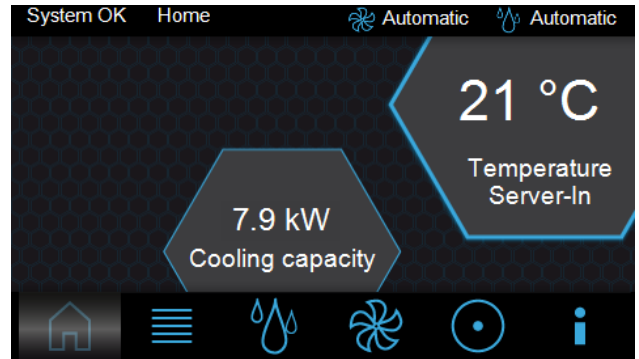 System OK Home Automatic Automatic
21 °C
Temperature
Server-In
7.9 kW
Cooling capacity